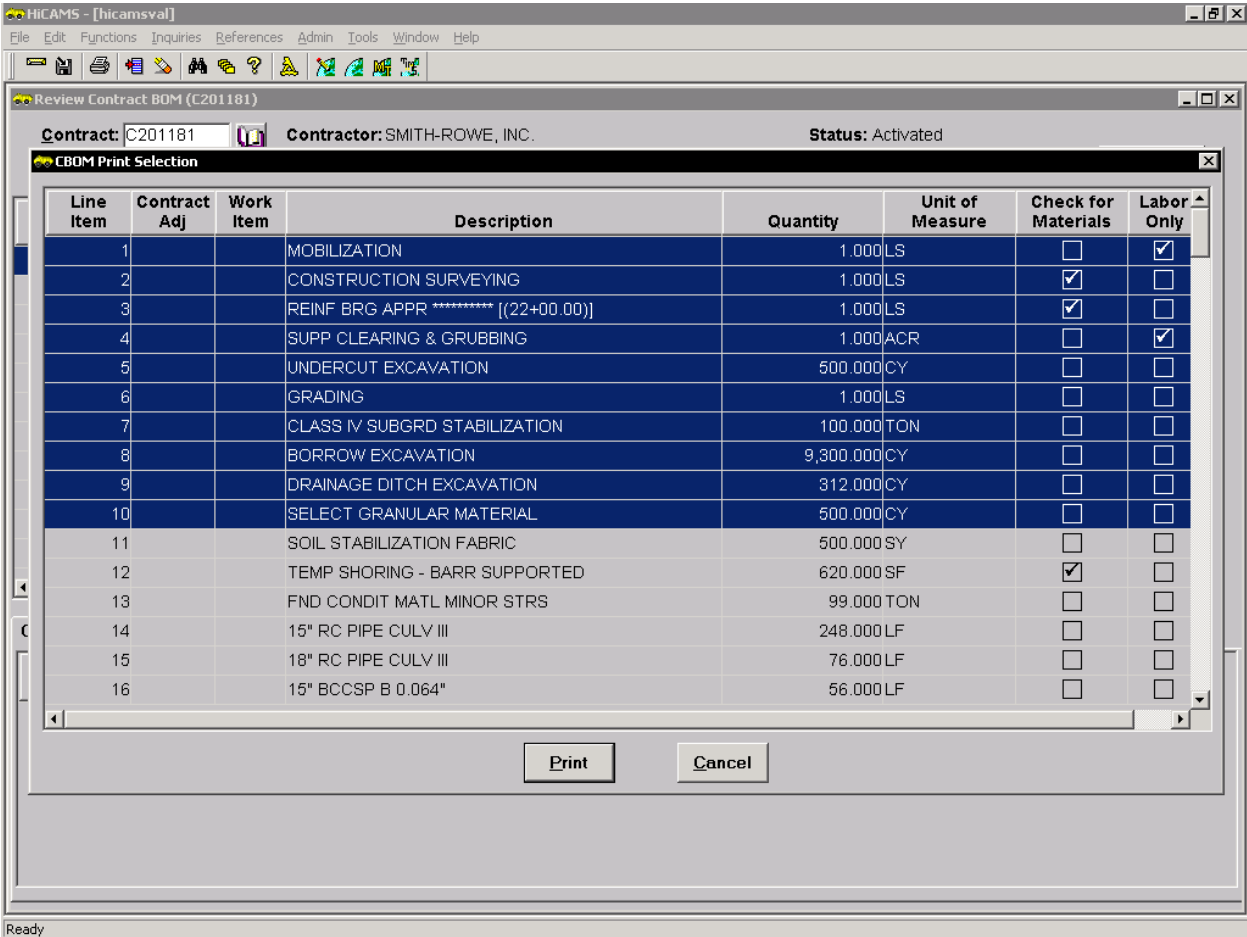 HiCAMS - [hicamsval]
File Edit Functions Inquiries References Admin Tools Window Help
Review Contract BOM (C201181)
Contract: C201181 Contractor: SMITH-ROWE, INC. Status: Activated
CBOM Print Selection
Line Item Contract Adj Work Item Description Quantity Unit of Measure Check for Materials Labor Only
1 MOBILIZATION 1.000 LS
2 CONSTRUCTION SURVEYING 1.000 LS
3 REINF BRG APPR ********** [(22+00.00)] 1.000 LS
4 SUPP CLEARING & GRUBBING 1.000 ACR
5 UNDERCUT EXCAVATION 500.000 CY
6 GRADING 1.000 LS
7 CLASS IV SUBGRD STABILIZATION 100.000 TON
8 BORROW EXCAVATION 9,300.000 CY
9 DRAINAGE DITCH EXCAVATION 312.000 CY
10 SELECT GRANULAR MATERIAL 500.000 CY
11 SOIL STABILIZATION FABRIC 500.000 SY
12 TEMP SHORING - BARR SUPPORTED 620.000 SF
13 FND CONDIT MATL MINOR STRS 99.000 TON
14 15" RC PIPE CULV III 248.000 LF
15 18" RC PIPE CULV III 76.000 LF
16 15" BCCSP B 0.064" 56.000 LF
Print Cancel
Ready